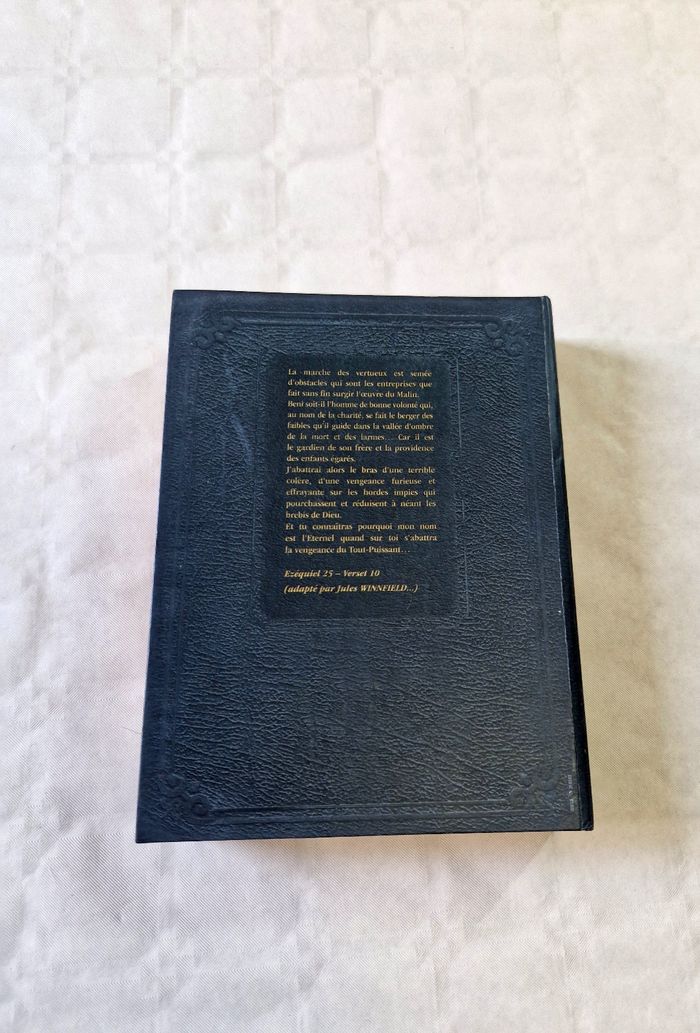 La marche des vertueux est semée
d'obstacles qui sont les entreprises que
fait sans fin surgir l'œuvre du Malin.
Béni soit-il l'homme de bonne volonté qui,
au nom de la charité, se fait le berger des
faibles qu'il guide dans la vallée d'ombre
de la mort et des larmes... Car il est
le gardien de son frère et la providence
des enfants égarés.
J'abattrai alors le bras d'une terrible
colère, d'une vengeance furieuse et
effrayante sur les hordes impies qui
pourchassent et réduisent à néant les
brebis de Dieu.
Et tu connaîtras pourquoi mon nom
est l'Eternel quand sur toi s'abattra
la vengeance du Tout-Puissant...
Ezéquiel 25 – Verset 10
(adapté par Jules WINNFIELD...)